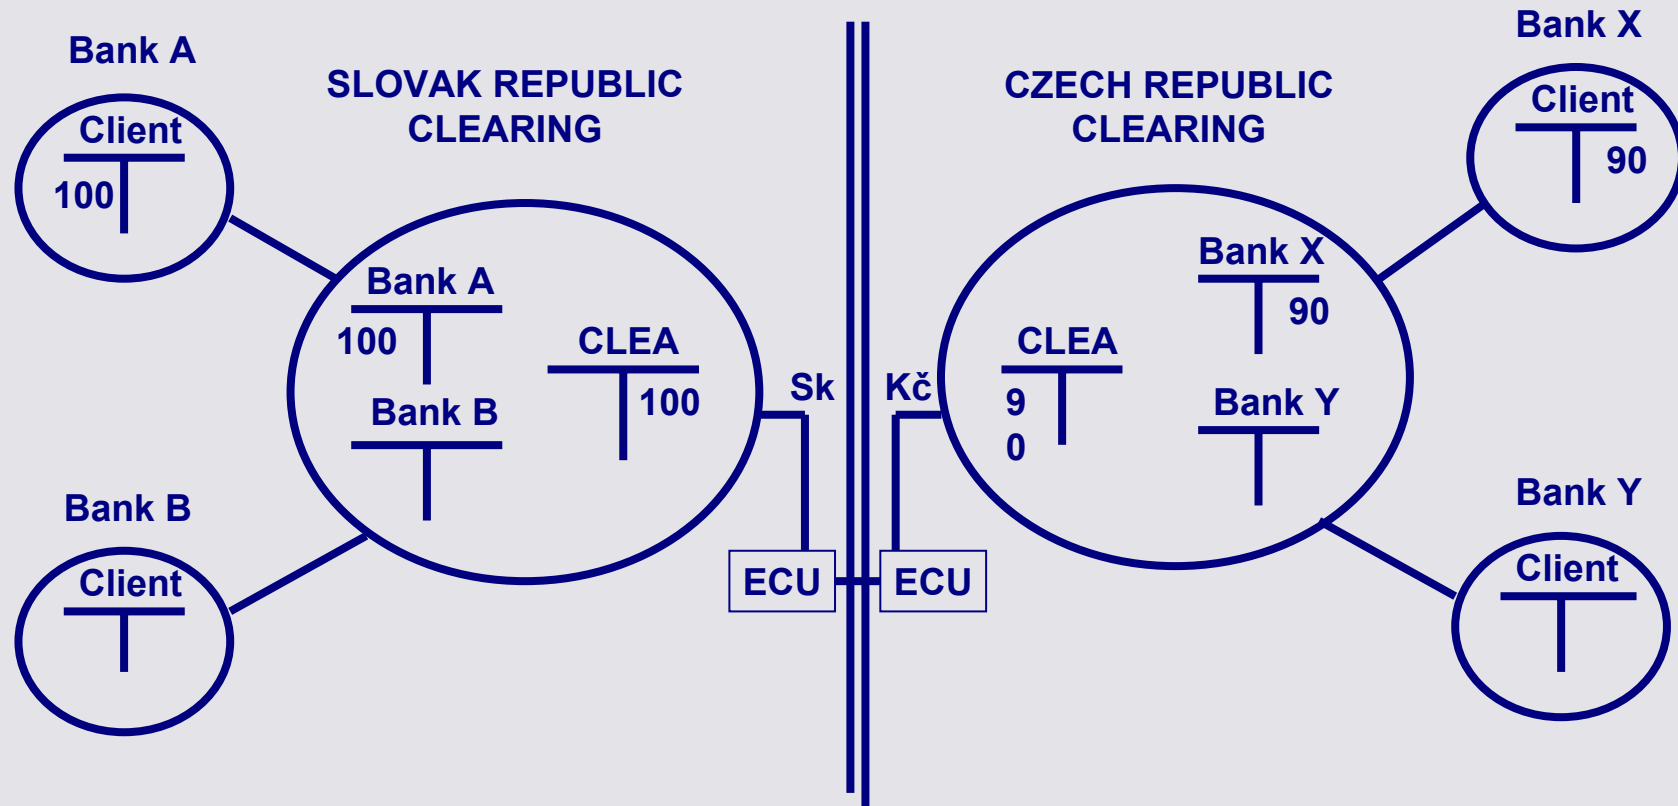 Bank A
SLOVAK REPUBLIC
CLEARING
Client
100
Bank A
100
CLEA
100
Bank B
Sk
ECU
Bank B
Client
CZECH REPUBLIC
CLEARING
Bank X
Client
90
Bank X
90
CLEA
9
0
Bank Y
Kč
ECU
Bank Y
Client